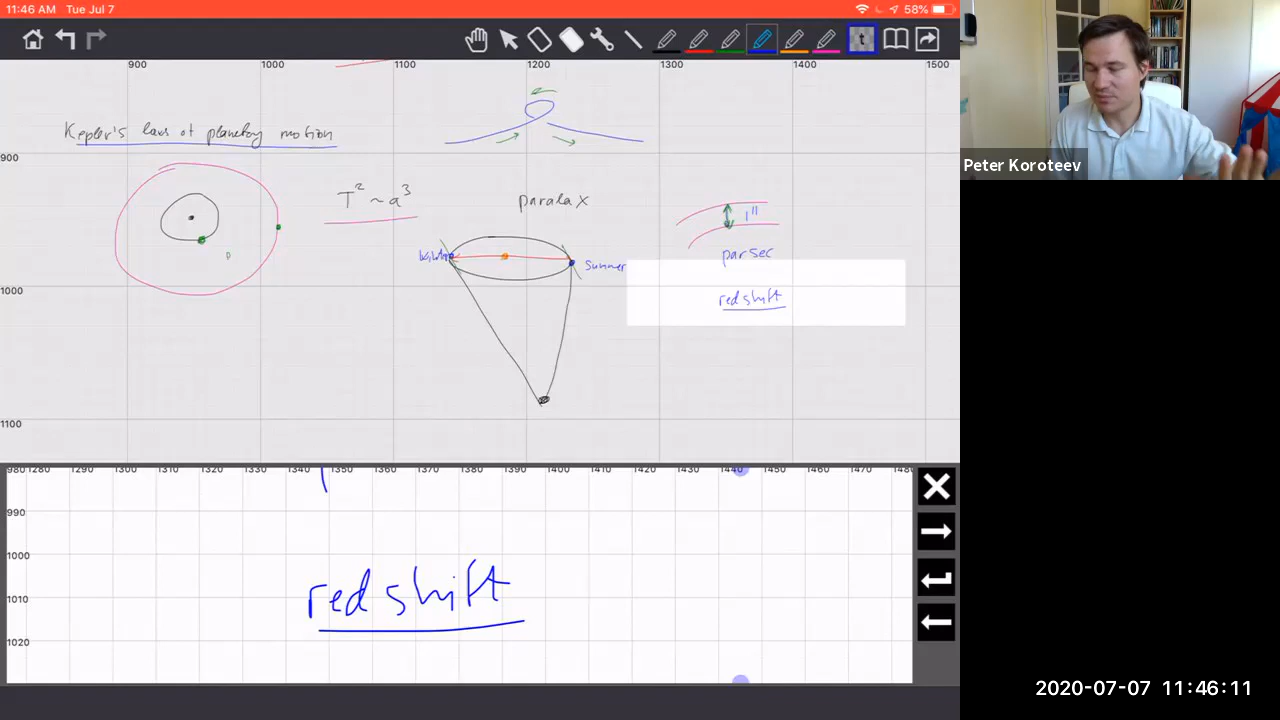 11:46 AM Tue Jul 7
58%
t
900 1000 1100 1200 1300 1400 1500
Kepler's laws of planetary motion
900
T² ~ a³
paralax
1"
parsec
Summer
p
redshift
1000
1100
980 1280 1290 1300 1310 1320 1330 1340 1350 1360 1370 1380 1390 1400 1410 1420 1430 1440 1450 1460 1470 148
990
1000
1010
1020
redshift
Peter Koroteev
2020-07-07 11:46:11